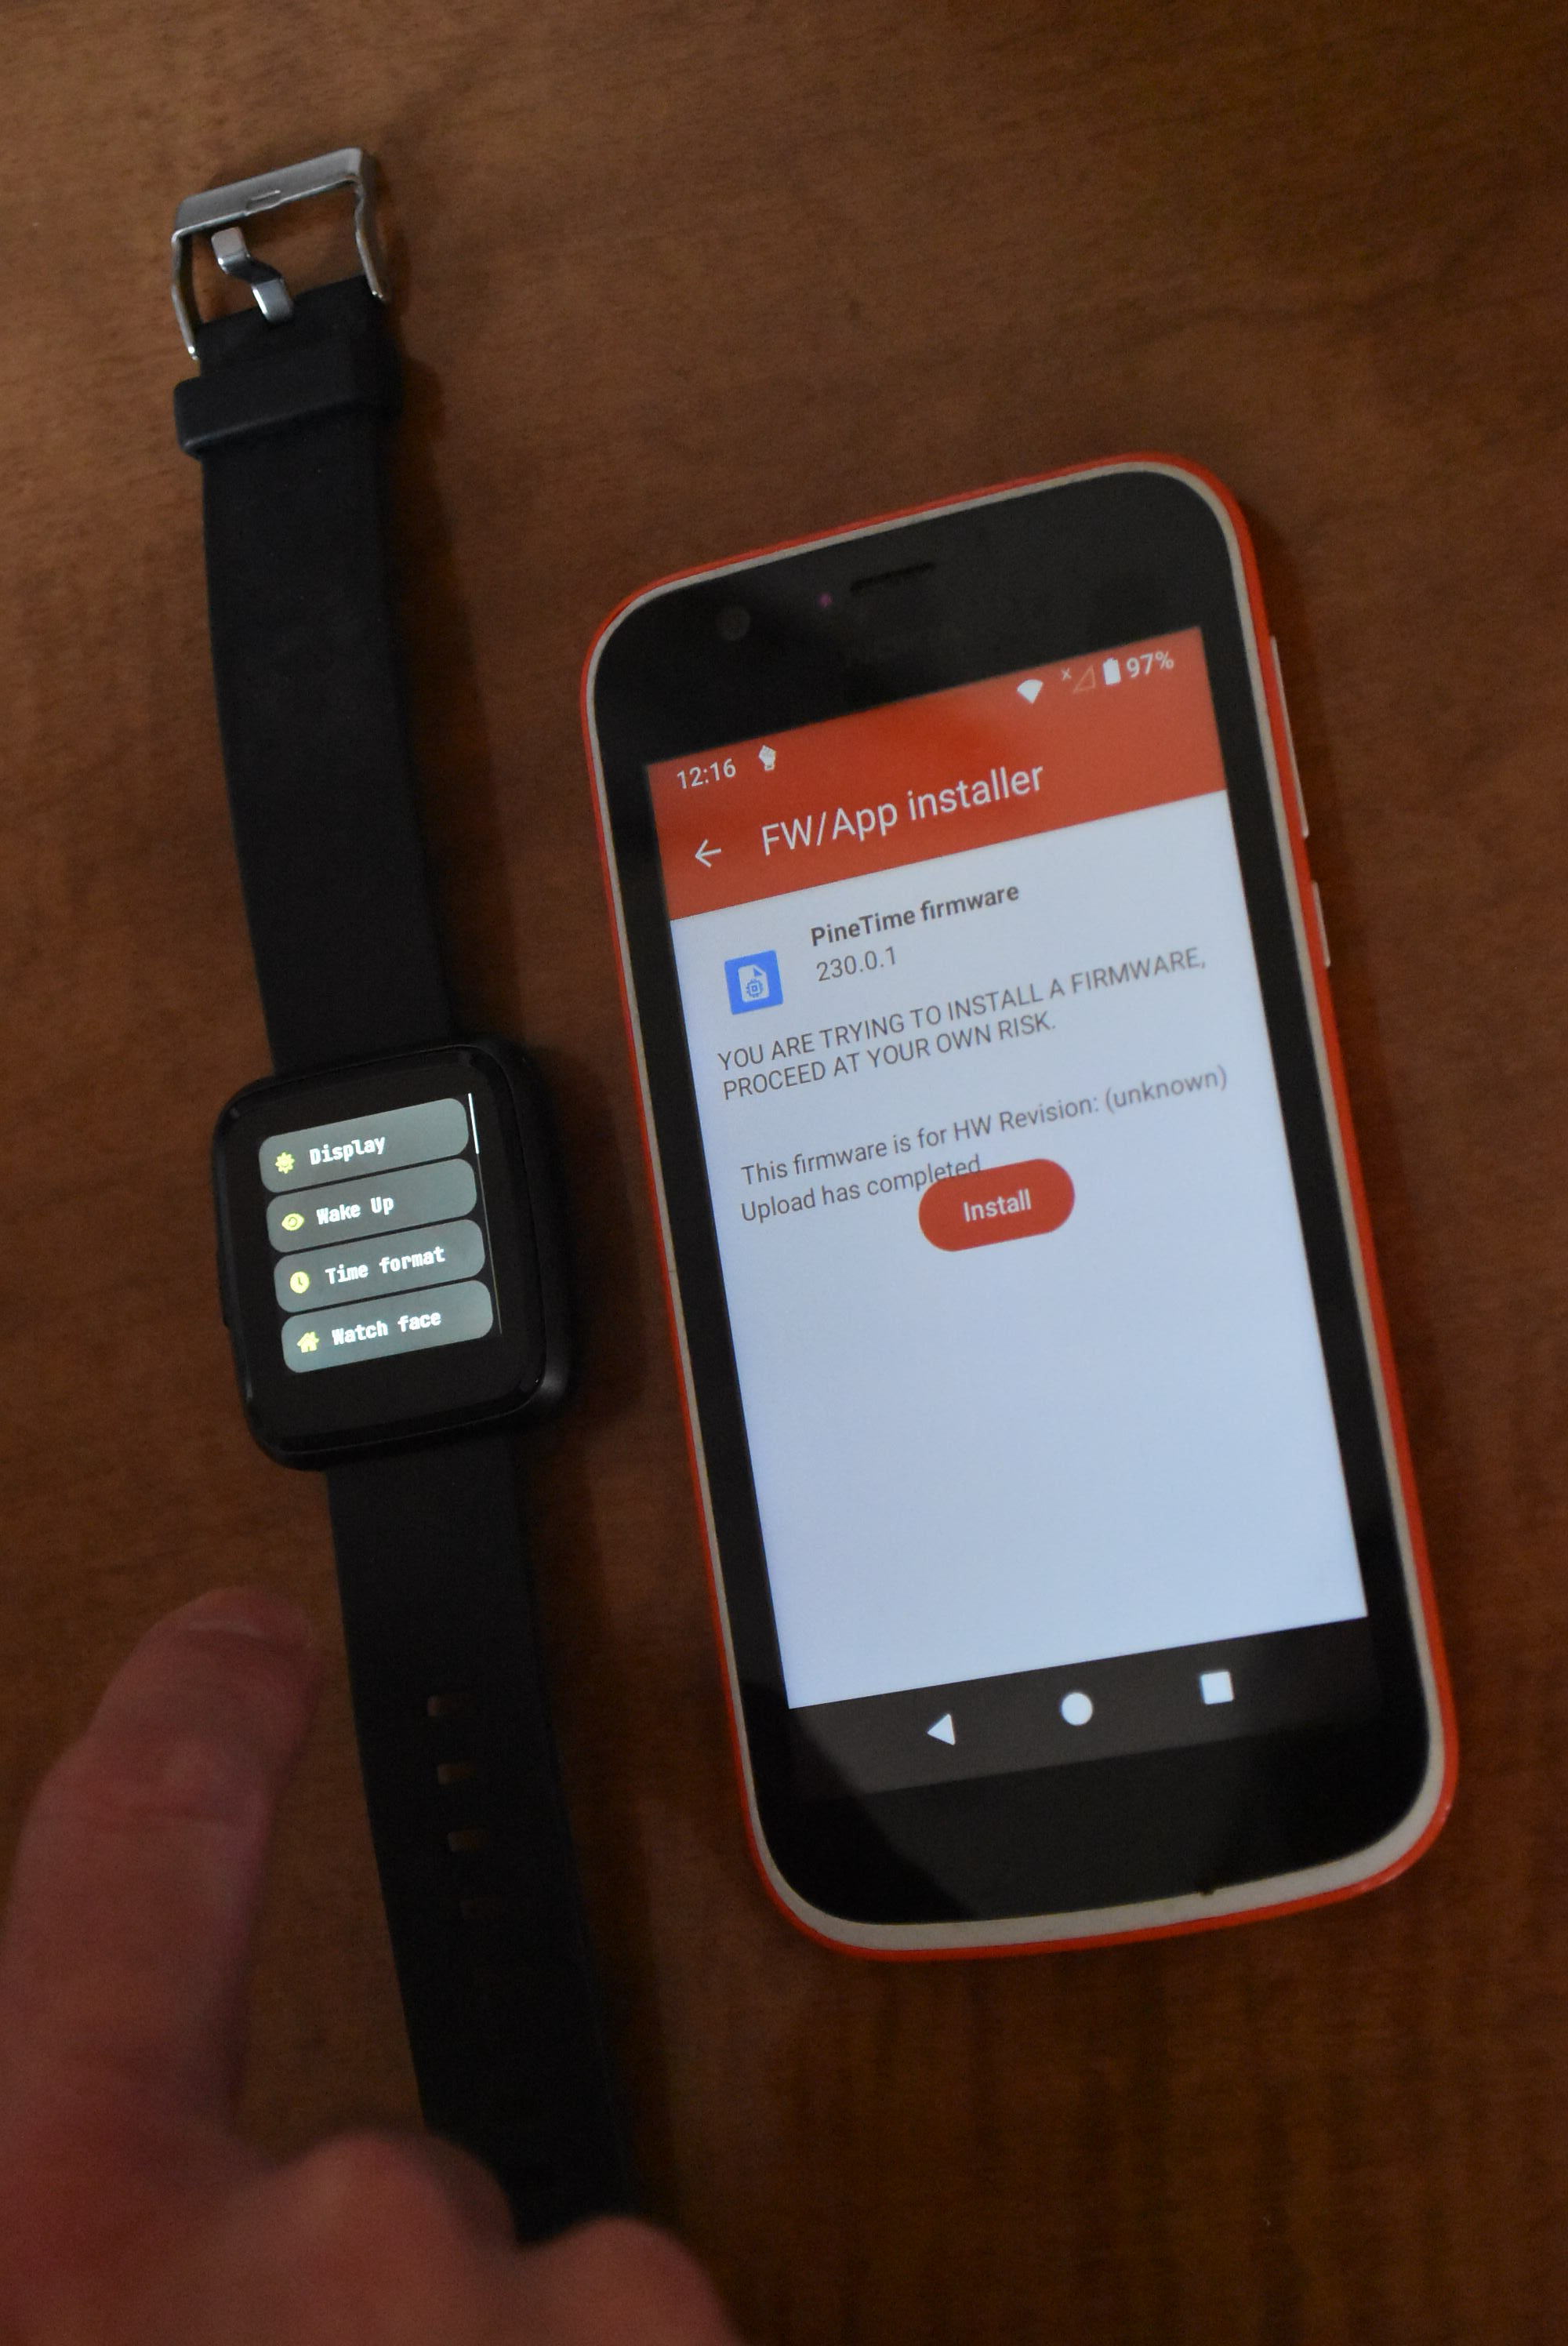 Display
Wake Up
Time format
Watch face
12:16
97%
FW/App installer
PineTime firmware
230.0.1
YOU ARE TRYING TO INSTALL A FIRMWARE,
PROCEED AT YOUR OWN RISK.
This firmware is for HW Revision: (unknown)
Upload has completed
Install